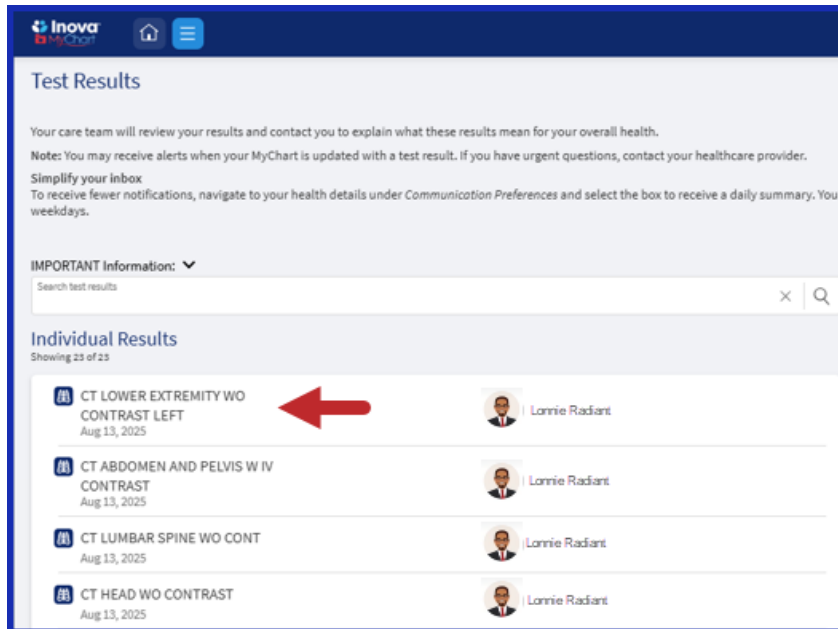 Inova
MyChart
Test Results
Your care team will review your results and contact you to explain what these results mean for your overall health.
Note: You may receive alerts when your MyChart is updated with a test result. If you have urgent questions, contact your healthcare provider.
Simplify your inbox
To receive fewer notifications, navigate to your health details under Communication Preferences and select the box to receive a daily summary. You
weekdays.
IMPORTANT Information:
Search test results
Individual Results
Showing 23 of 23
CT LOWER EXTREMITY WO
CONTRAST LEFT
Aug 13, 2025
Lonnie Radiant
CT ABDOMEN AND PELVIS W IV
CONTRAST
Aug 13, 2025
Lonnie Radiant
CT LUMBAR SPINE WO CONT
Aug 13, 2025
Lonnie Radiant
CT HEAD WO CONTRAST
Aug 13, 2025
Lonnie Radiant